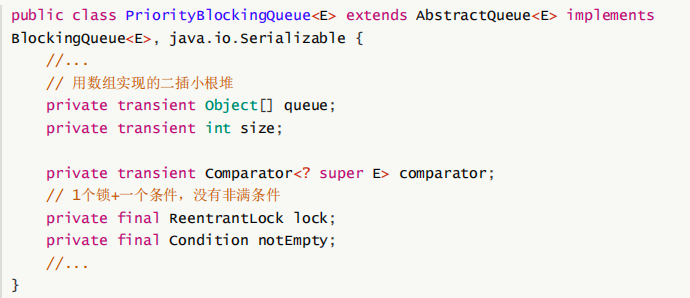 public class PriorityBlockingQueue<E> extends AbstractQueue<E> implements
BlockingQueue<E>, java.io.Serializable {
    //...
    // 用数组实现的二插小根堆
    private transient Object[] queue;
    private transient int size;

    private transient Comparator<? super E> comparator;
    // 1个锁+一个条件，没有非满条件
    private final ReentrantLock lock;
    private final Condition notEmpty;
    //...
}